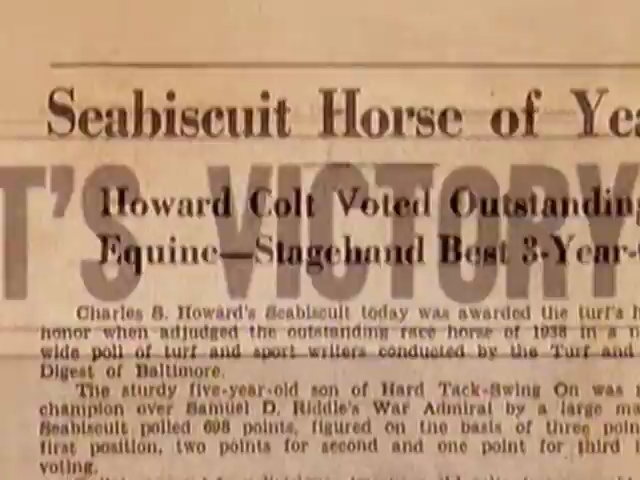 Seabiscuit Horse of Yea
T'S VICTORY
Howard Colt Voted Outstanding
Equine—Stagehand Best 3-Year-
Charles S. Howard's Seabiscuit today was awarded the turf's h
honor when adjudged the outstanding race horse of 1938 in a n
wide poll of turf and sport writers conducted by the Turf and
Digest of Baltimore.
The sturdy five-year-old son of Hard Tack-Swing On was
champion over Samuel D. Riddle's War Admiral by a large ma
Seabiscuit polled 698 points, figured on the basis of three poin
first position, two points for second and one point for third i
voting.